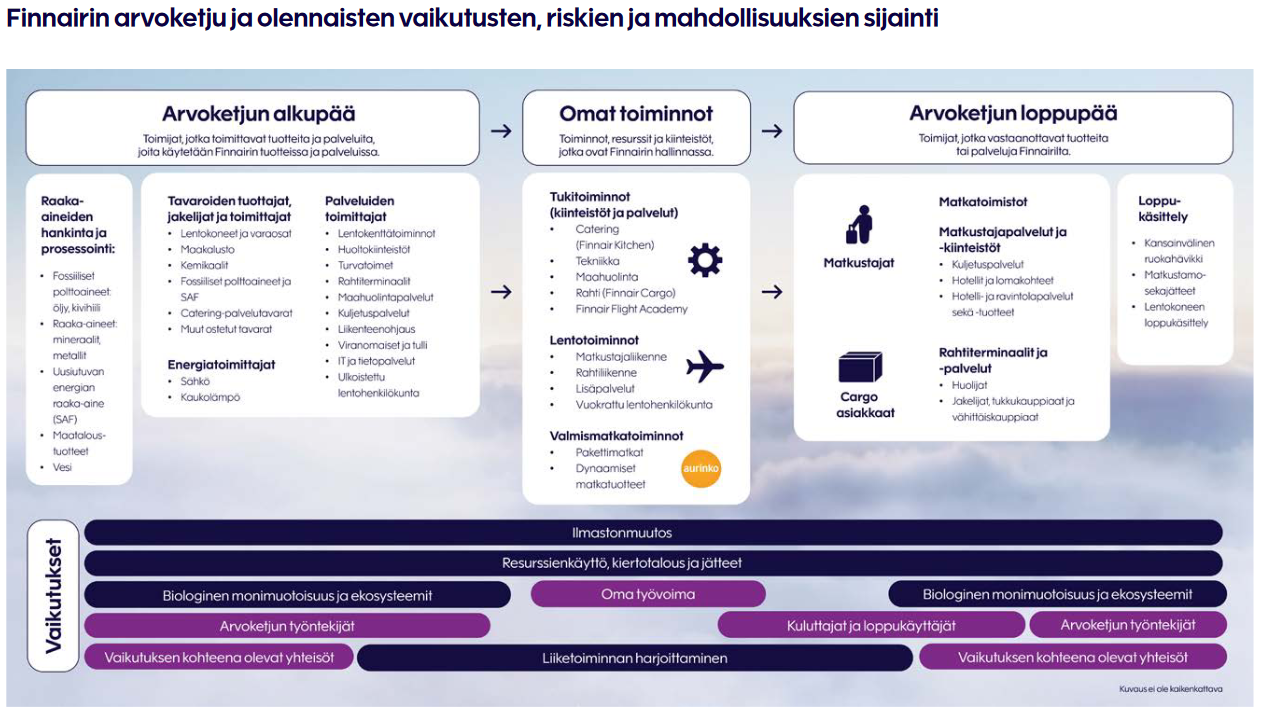 Finnairin arvoketju ja olennaisten vaikutusten, riskien ja mahdollisuuksien sijainti
Arvoketjun alkupää
Toimijat, jotka toimittavat tuotteita ja palveluita,
joita käytetään Finnairin tuotteissa ja palveluissa.
Omat toiminnot
Toiminnot, resurssit ja kiinteistöt,
jotka ovat Finnairin hallinnassa.
Arvoketjun loppupää
Toimijat, jotka vastaanottavat tuotteita
tai palveluja Finnairilta.
Raaka-
aineiden
hankinta ja
prosessointi:
• Fossiiliset
polttoaineet:
öljy, kivihiili
• Raaka-aineet:
mineraalit,
metallit
• Uusiutuvan
energian
raaka-aine
(SAF)
• Maatalous-
tuotteet
• Vesi
Tavaroiden tuottajat,
jakelijat ja toimittajat
• Lentokoneet ja varaosat
• Maakalusto
• Kemikaalit
• Fossiiliset polttoaineet ja
SAF
• Catering-palvelutavarat
• Muut ostetut tavarat
Energiatoimittajat
• Sähkö
• Kaukolämpö
Palveluiden
toimittajat
• Lentokenttätoiminnot
• Huoltokiinteistöt
• Turvatoimet
• Rahtiterminaalit
• Maahuolintapalvelut
• Kuljetuspalvelut
• Liikenteenohjaus
• Viranomaiset ja tulli
• IT ja tietopalvelut
• Ulkoistettu
lentohenkilökunta
Tukitoiminnot
(kiinteistöt ja palvelut)
• Catering
(Finnair Kitchen)
• Tekniikka
• Maahuolinta
• Rahti (Finnair Cargo)
• Finnair Flight Academy
Lentotoiminnot
• Matkustajaliikenne
• Rahtiliikenne
• Lisäpalvelut
• Vuokrattu lentohenkilökunta
Valmismatkatoiminnot
• Pakettimatkat
• Dynaamiset
matkatuotteet
aurinko
Matkustajat
Cargo
asiakkaat
Matkatoimistot
Matkustajapalvelut ja
-kiinteistöt
• Kuljetuspalvelut
• Hotellit ja lomakohteet
• Hotelli- ja ravintolapalvelut
sekä -tuotteet
Rahtiterminaalit ja
-palvelut
• Huolijat
• Jakelijat, tukkukauppiaat ja
vähittäiskauppiaat
Loppu-
käsittely
• Kansainvälinen
ruokahävikki
• Matkustamo-
sekajätteet
• Lentokoneen
loppukäsittely
Vaikutukset
Ilmastonmuutos
Resurssienkäyttö, kiertotalous ja jätteet
Biologinen monimuotoisuus ja ekosysteemit
Oma työvoima
Biologinen monimuotoisuus ja ekosysteemit
Arvoketjun työntekijät
Kuluttajat ja loppukäyttäjät
Arvoketjun työntekijät
Vaikutuksen kohteena olevat yhteisöt
Liiketoiminnan harjoittaminen
Vaikutuksen kohteena olevat yhteisöt
Kuvaus ei ole kaikenkattava